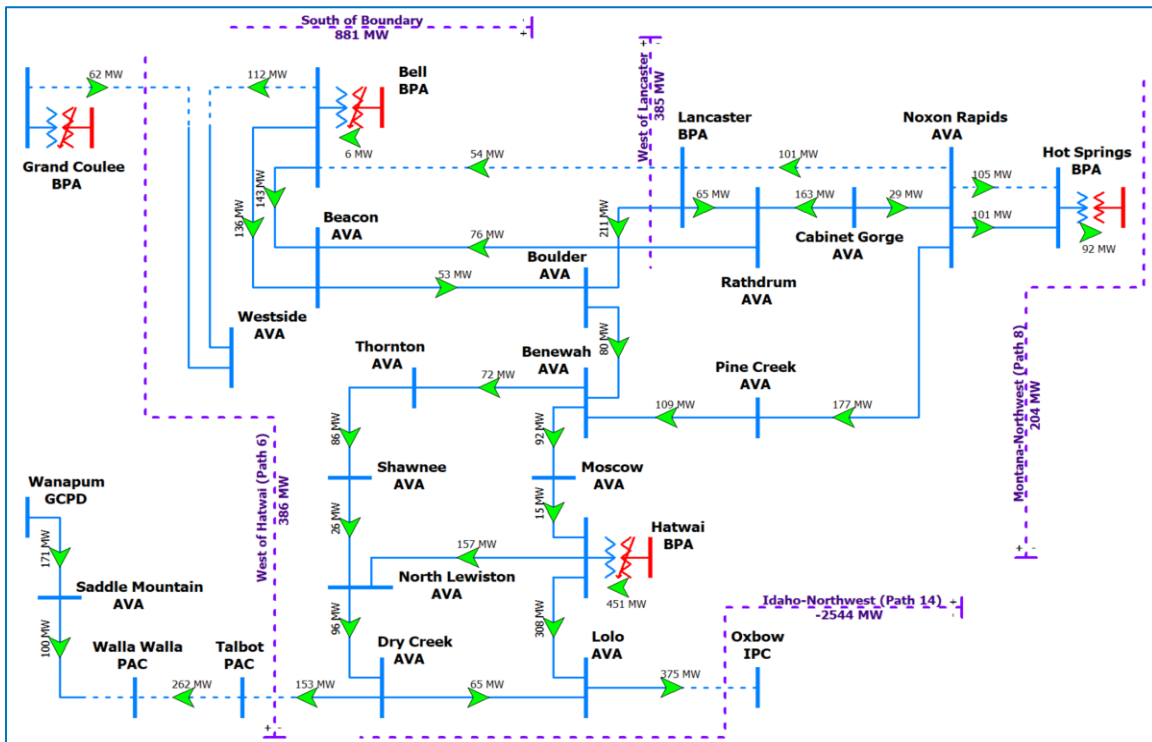 South of Boundary
881 MW
+
-
62 MW
112 MW
Bell
BPA
Grand Coulee
BPA
6 MW
54 MW
143 MW
136 MW
West of Lancaster
385 MW
+
-
Lancaster
BPA
101 MW
Noxon Rapids
AVA
Hot Springs
BPA
105 MW
101 MW
92 MW
65 MW
163 MW
29 MW
Cabinet Gorge
AVA
Beacon
AVA
76 MW
211 MW
Boulder
AVA
53 MW
Rathdrum
AVA
Westside
AVA
80 MW
Thornton
AVA
72 MW
Benewah
AVA
Pine Creek
AVA
109 MW
177 MW
Montana-Northwest (Path 8)
204 MW
+
-
86 MW
92 MW
Shawnee
AVA
Moscow
AVA
West of Hatwai (Path 6)
386 MW
Wanapum
GCPD
26 MW
15 MW
Hatwai
BPA
171 MW
157 MW
North Lewiston
AVA
451 MW
Saddle Mountain
AVA
Idaho-Northwest (Path 14)
-2544 MW
+
-
100 MW
96 MW
308 MW
Walla Walla
PAC
Talbot
PAC
Dry Creek
AVA
Lolo
AVA
Oxbow
IPC
262 MW
153 MW
65 MW
375 MW
+
-